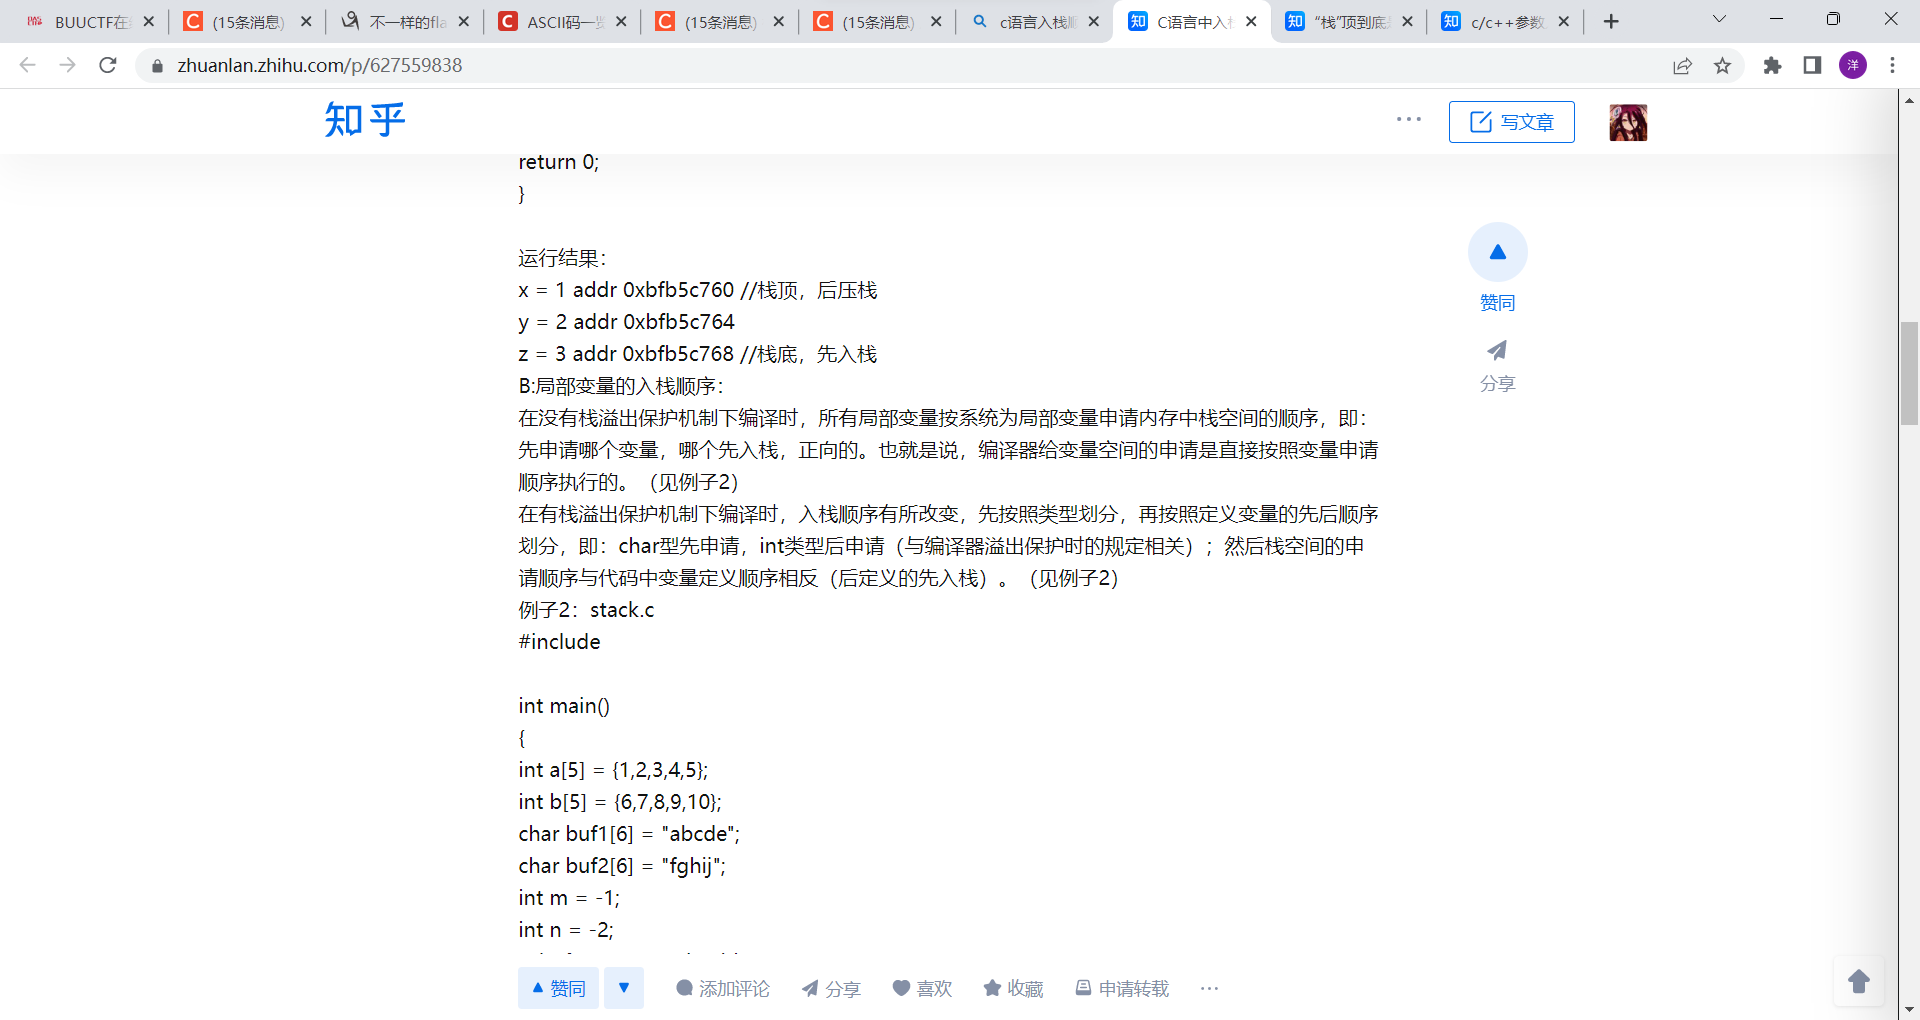 BUUCTF在
(15条消息)
不一样的fla
ASCII码一览
(15条消息)
(15条消息)
c语言入栈顺
C语言中入栈
“栈”顶到底
c/c++参数
zhuanlan.zhihu.com/p/627559838
洋
知乎
写文章
return 0;
}
运行结果：
x = 1 addr 0xbfb5c760 //栈顶，后压栈
y = 2 addr 0xbfb5c764
z = 3 addr 0xbfb5c768 //栈底，先入栈
B:局部变量的入栈顺序：
在没有栈溢出保护机制下编译时，所有局部变量按系统为局部变量申请内存中栈空间的顺序，即：
先申请哪个变量，哪个先入栈，正向的。也就是说，编译器给变量空间的申请是直接按照变量申请
顺序执行的。（见例子2）
在有栈溢出保护机制下编译时，入栈顺序有所改变，先按照类型划分，再按照定义变量的先后顺序
划分，即：char型先申请，int类型后申请（与编译器溢出保护时的规定相关）；然后栈空间的申
请顺序与代码中变量定义顺序相反（后定义的先入栈）。（见例子2）
例子2：stack.c
#include
int main()
{
int a[5] = {1,2,3,4,5};
int b[5] = {6,7,8,9,10};
char buf1[6] = "abcde";
char buf2[6] = "fghij";
int m = -1;
int n = -2;
赞同
分享
赞同
添加评论
分享
喜欢
收藏
申请转载